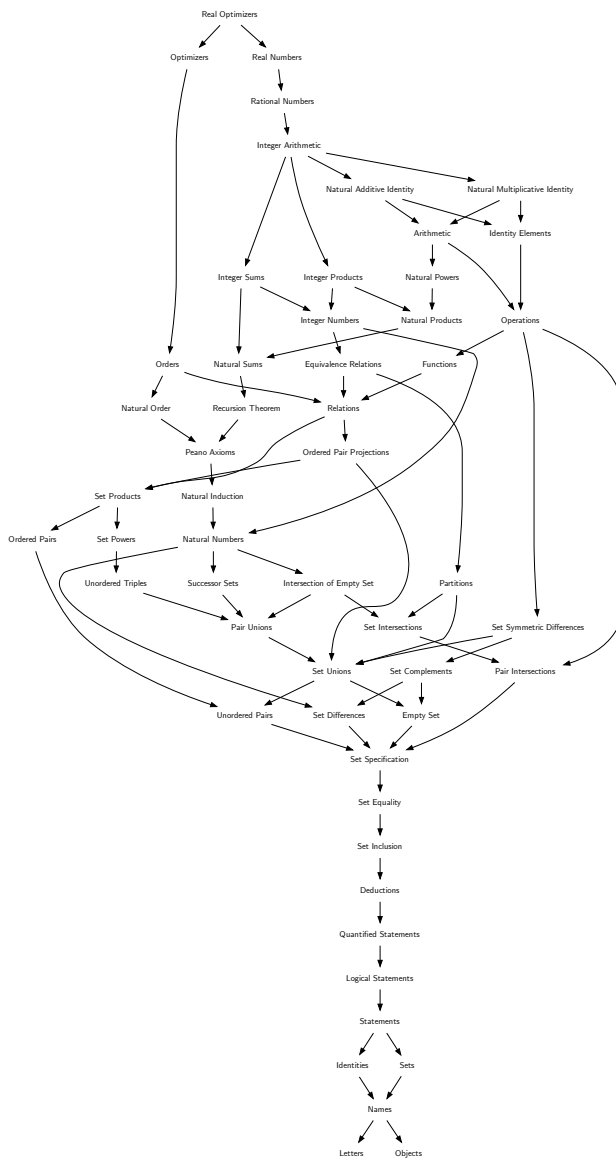 Real Optimizers
Optimizers
Real Numbers
Rational Numbers
Integer Arithmetic
Natural Additive Identity
Natural Multiplicative Identity
Arithmetic
Identity Elements
Integer Sums
Integer Products
Natural Powers
Integer Numbers
Natural Products
Operations
Orders
Natural Sums
Equivalence Relations
Functions
Natural Order
Recursion Theorem
Relations
Peano Axioms
Ordered Pair Projections
Set Products
Natural Induction
Ordered Pairs
Set Powers
Natural Numbers
Unordered Triples
Successor Sets
Intersection of Empty Set
Partitions
Pair Unions
Set Intersections
Set Symmetric Differences
Set Unions
Set Complements
Pair Intersections
Unordered Pairs
Set Differences
Empty Set
Set Specification
Set Equality
Set Inclusion
Deductions
Quantified Statements
Logical Statements
Statements
Identities
Sets
Names
Letters
Objects